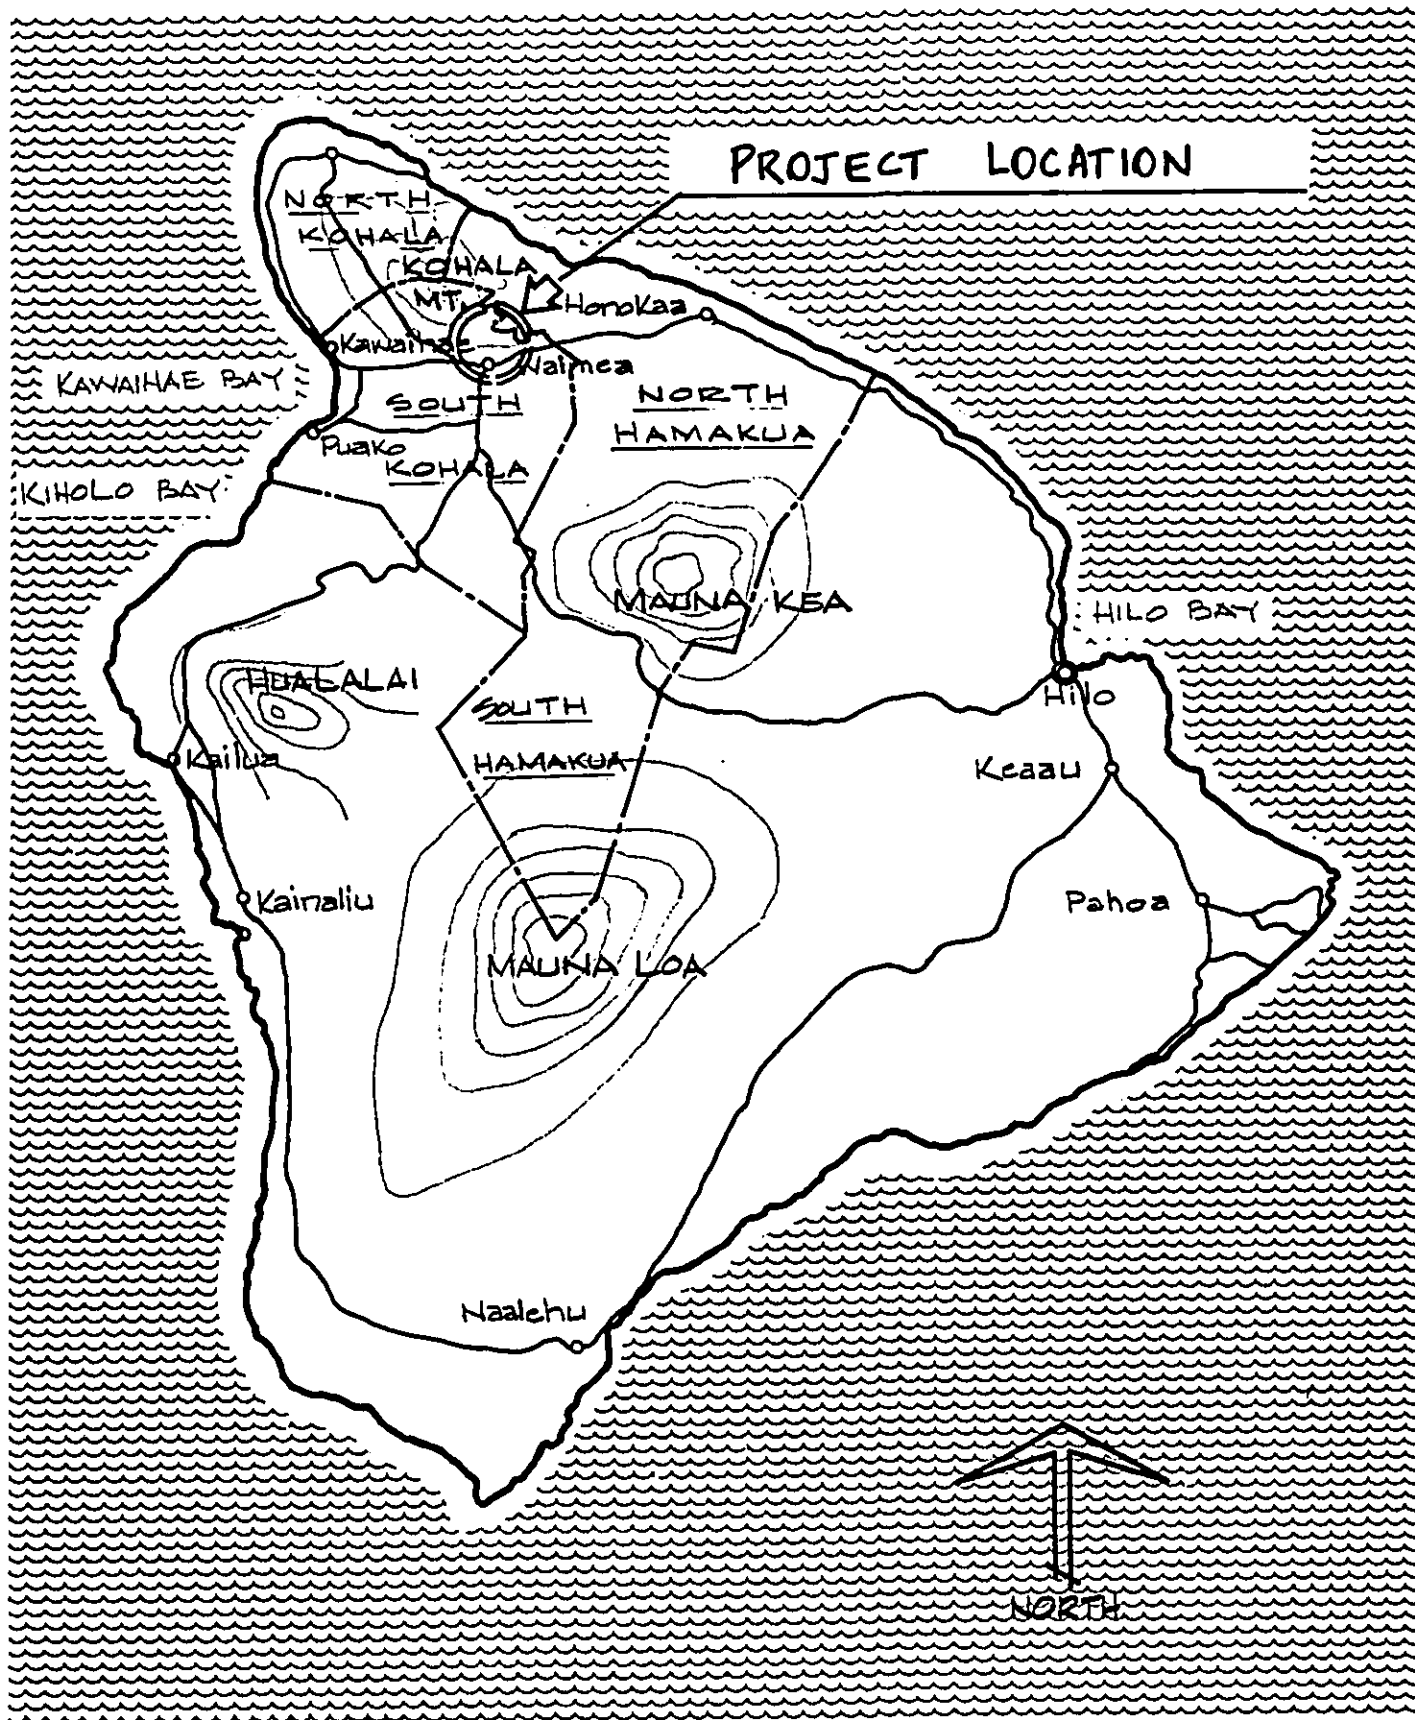 PROJECT LOCATION
NORTH
KOHALA
KOHALA
MT.
Honokaa
Kawaihae
Waimea
KAWAIHAE BAY
SOUTH
NORTH
HAMAKUA
Puako
KOHALA
KIHOLO BAY
MAUNA KEA
HILO BAY
HUALALAI
Hilo
SOUTH
HAMAKUA
Kailua
Keaau
Kainaliu
Pahoa
MAUNA LOA
Naalehu
NORTH